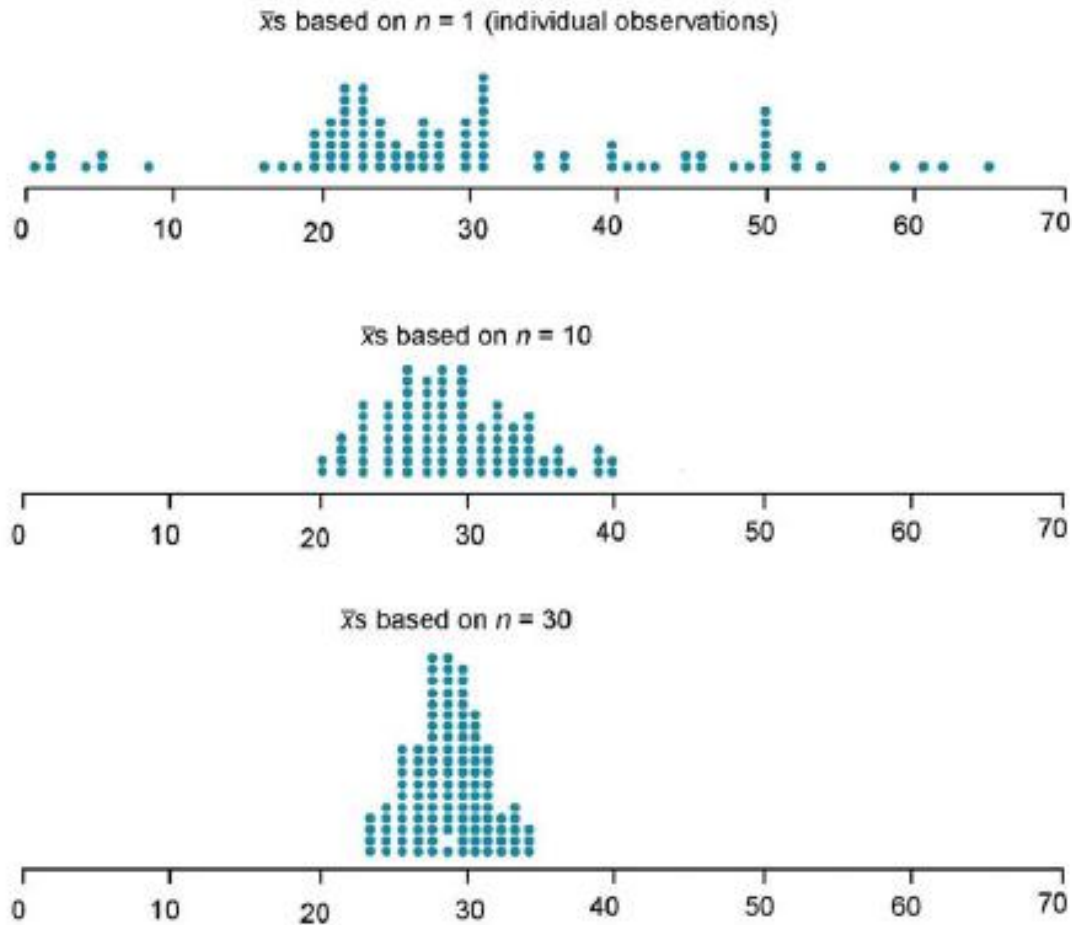 x̅s based on n = 1 (individual observations)
0 10 20 30 40 50 60 70
x̅s based on n = 10
0 10 20 30 40 50 60 70
x̅s based on n = 30
0 10 20 30 40 50 60 70